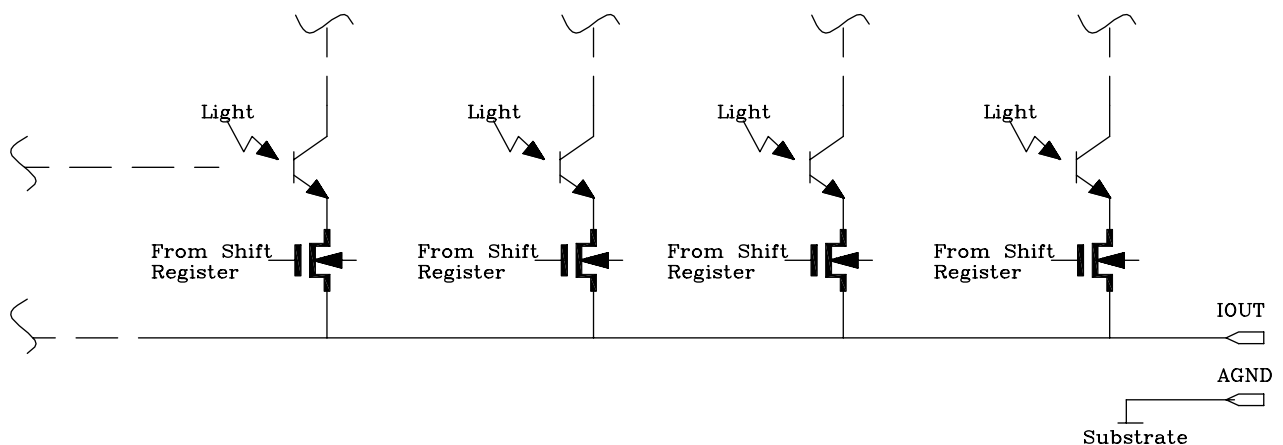 Light
Light
Light
Light
From Shift
Register
From Shift
Register
From Shift
Register
From Shift
Register
IOUT
AGND
Substrate